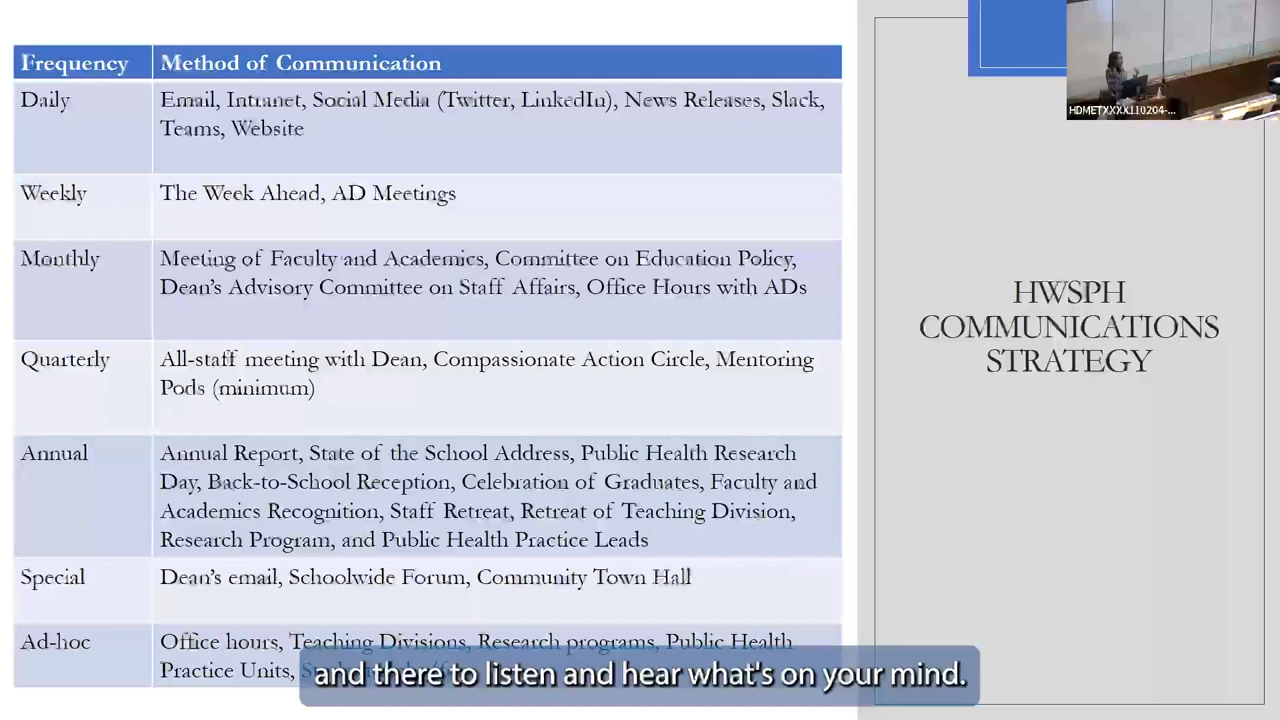 Frequency Method of Communication
Daily Email, Intranet, Social Media (Twitter, LinkedIn), News Releases, Slack,
Teams, Website
Weekly The Week Ahead, AD Meetings
Monthly Meeting of Faculty and Academics, Committee on Education Policy,
Dean's Advisory Committee on Staff Affairs, Office Hours with ADs
Quarterly All-staff meeting with Dean, Compassionate Action Circle, Mentoring
Pods (minimum)
Annual Annual Report, State of the School Address, Public Health Research
Day, Back-to-School Reception, Celebration of Graduates, Faculty and
Academics Recognition, Staff Retreat, Retreat of Teaching Division,
Research Program, and Public Health Practice Leads
Special Dean's email, Schoolwide Forum, Community Town Hall
Ad-hoc Office hours, Teaching Divisions, Research programs, Public Health
Practice Units,
and there to listen and hear what's on your mind.
HDMETXXXX110204-...
HWSPH
COMMUNICATIONS
STRATEGY